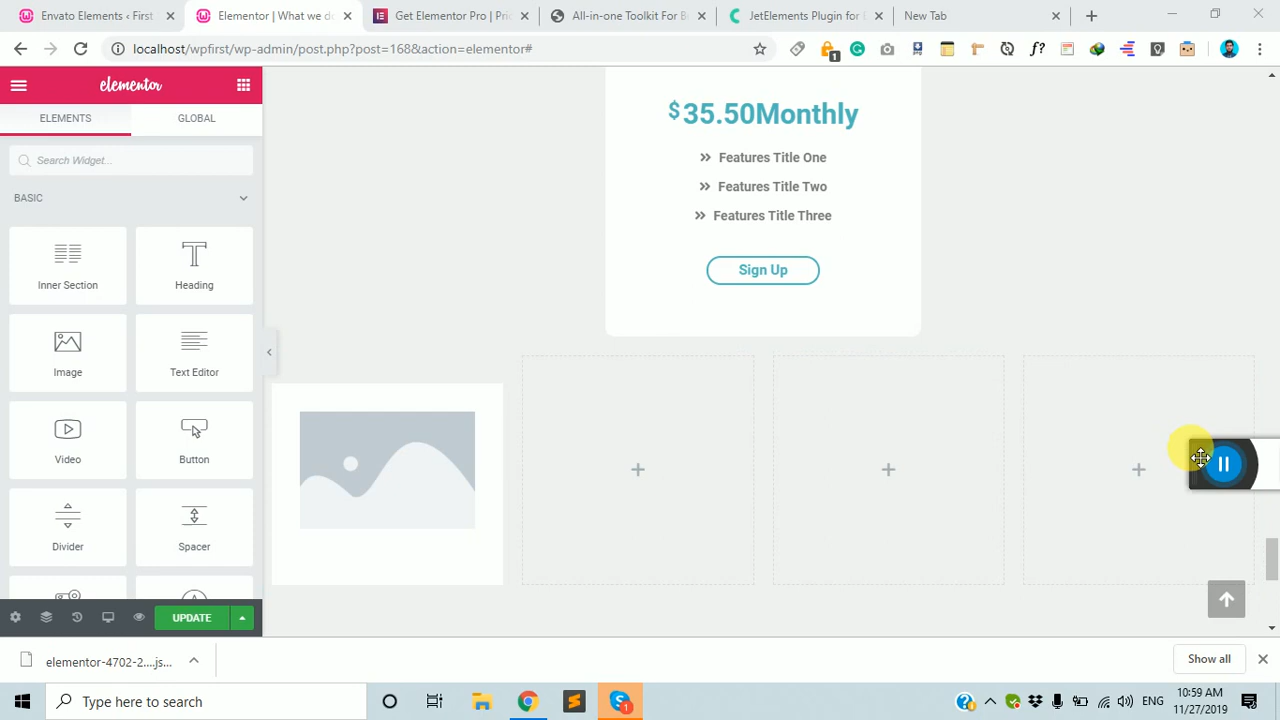 Envato Elements ‹ First
Elementor | What we d
Get Elementor Pro | Pric
All-in-one Toolkit For B
JetElements Plugin for E
New Tab
localhost/wpfirst/wp-admin/post.php?post=168&action=elementor#
1
f?
elementor
ELEMENTS
GLOBAL
Search Widget...
BASIC
Inner Section
Heading
Image
Text Editor
Video
Button
Divider
Spacer
UPDATE
$35.50Monthly
Features Title One
Features Title Two
Features Title Three
Sign Up
elementor-4702-2....js...
Show all
Type here to search
1
ENG
10:59 AM
11/27/2019